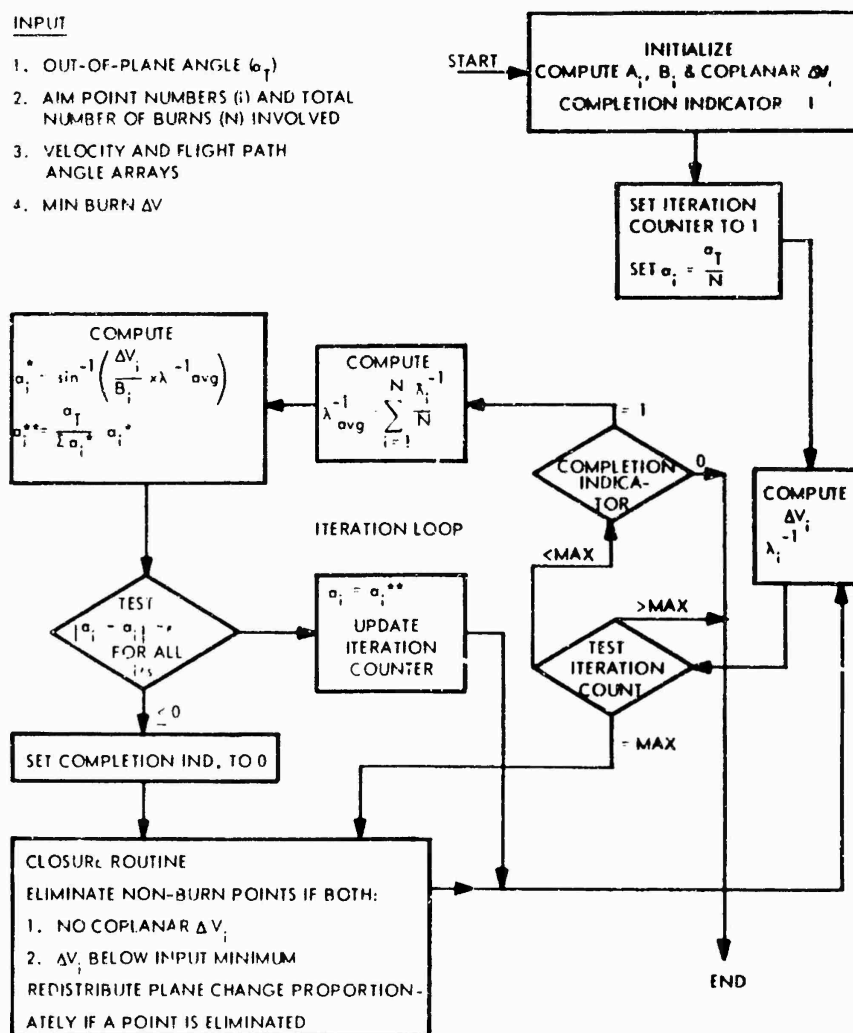 INPUT
1. OUT-OF-PLANE ANGLE (α_T)
2. AIM POINT NUMBERS (i) AND TOTAL
NUMBER OF BURNS (N) INVOLVED
3. VELOCITY AND FLIGHT PATH
ANGLE ARRAYS
4. MIN BURN ΔV
START
INITIALIZE
COMPUTE A_i, B_i & COPLANAR ΔV_i
COMPLETION INDICATOR 1
SET ITERATION
COUNTER TO 1
SET α_i = α_T / N
COMPUTE
α_i^* = sin^-1 (ΔV_i / B_i × λ^-1 avg)
α_i^** = α_T / Σα_i^* α_i^*
COMPUTE
λ^-1 avg = Σ i=1 N λ_i^-1 / N
= 1
COMPLETION
INDICA-
TOR
0
COMPUTE
ΔV_i
λ_i^-1
ITERATION LOOP
<MAX
>MAX
TEST
ITERATION
COUNT
= MAX
TEST
|α_i - α_i| -
FOR ALL
i's
≤0
α_i = α_i^**
UPDATE
ITERATION
COUNTER
SET COMPLETION IND. TO 0
CLOSURE ROUTINE
ELIMINATE NON-BURN POINTS IF BOTH:
1. NO COPLANAR ΔV_i
2. ΔV_i BELOW INPUT MINIMUM
REDISTRIBUTE PLANE CHANGE PROPORTION-
ATELY IF A POINT IS ELIMINATED
END